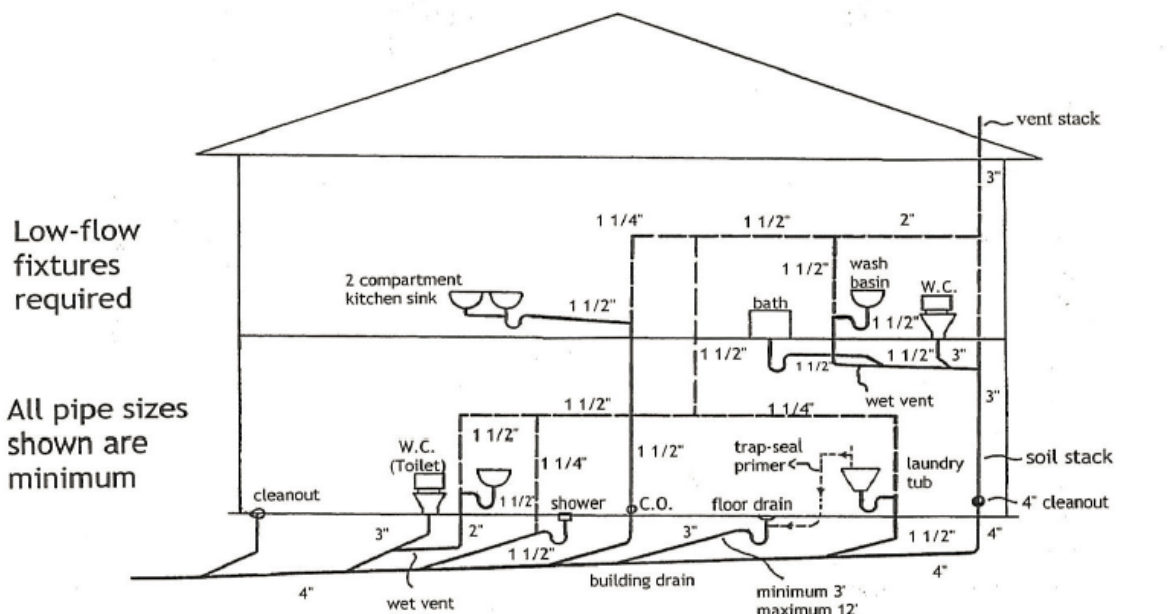 vent stack
3"
Low-flow
fixtures
required
1 1/4"
1 1/2"
2"
2 compartment
kitchen sink
1 1/2"
1 1/2"
wash
basin
W.C.
bath
1 1/2"
1 1/2"
1 1/2"
1 1/2"
3"
wet vent
3"
All pipe sizes
shown are
minimum
1 1/2"
1 1/4"
W.C.
(Toilet)
1 1/2"
1 1/4"
1 1/2"
trap-seal
primer
laundry
tub
soil stack
cleanout
1 1/2"
shower
C.O.
floor drain
4" cleanout
3"
2"
1 1/2"
3"
1 1/2"
4"
4"
wet vent
building drain
minimum 3'
maximum 12'
4"